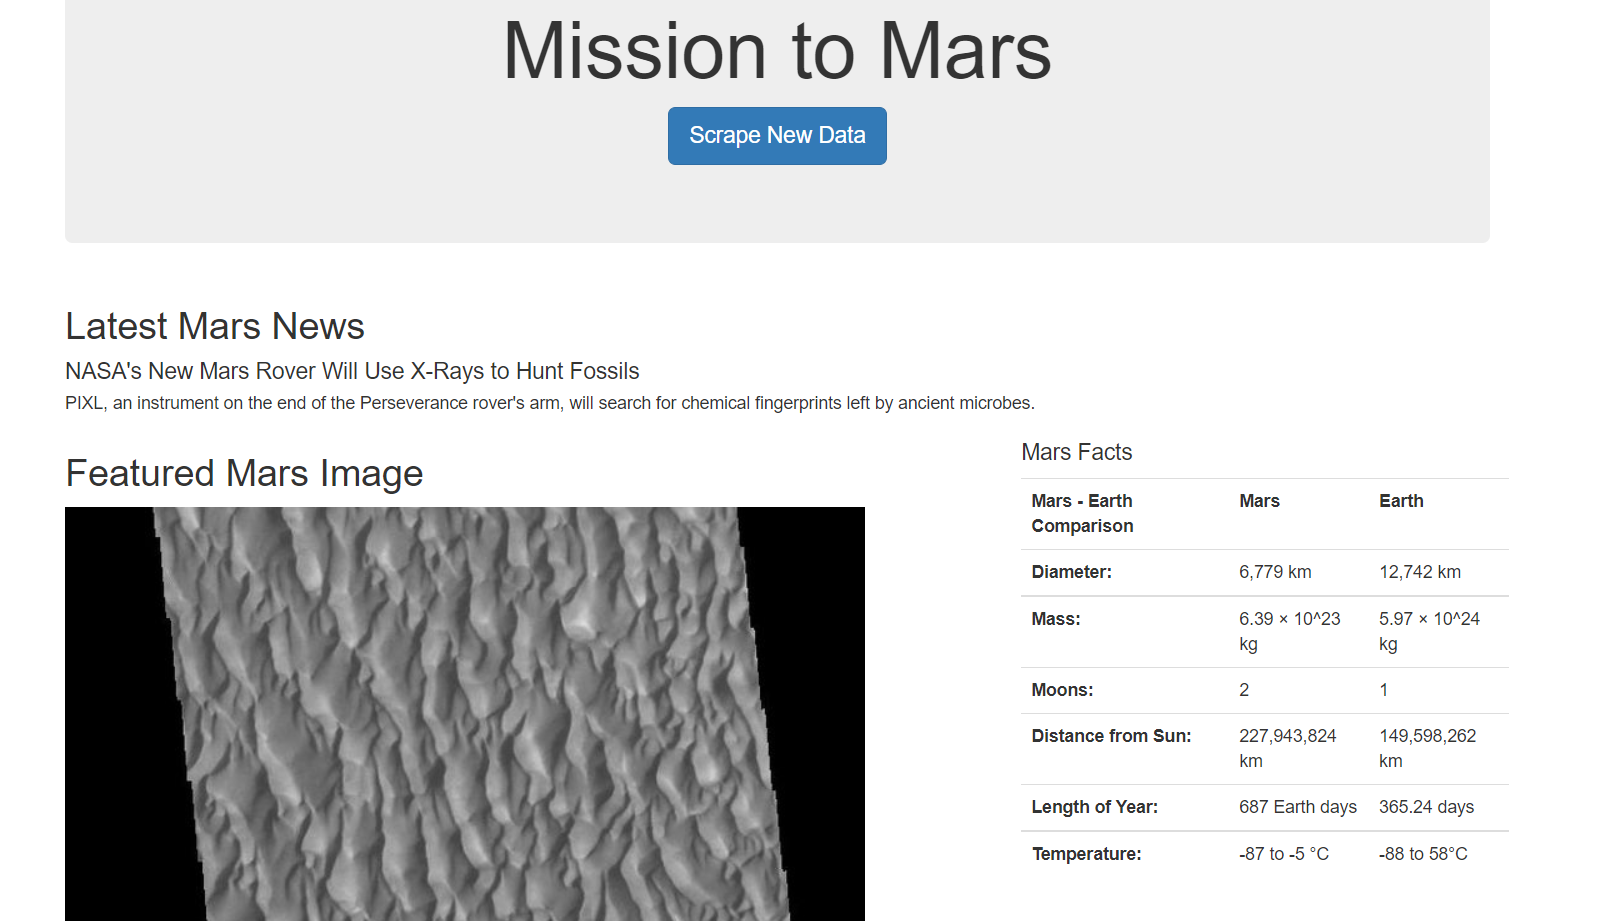 Mission to Mars
Scrape New Data
Latest Mars News
NASA's New Mars Rover Will Use X-Rays to Hunt Fossils
PIXL, an instrument on the end of the Perseverance rover's arm, will search for chemical fingerprints left by ancient microbes.
Featured Mars Image
Mars Facts
Mars - Earth Mars Earth
Comparison
Diameter: 6,779 km 12,742 km
Mass: 6.39 × 10^23 5.97 × 10^24
kg kg
Moons: 2 1
Distance from Sun: 227,943,824 149,598,262
km km
Length of Year: 687 Earth days 365.24 days
Temperature: -87 to -5 °C -88 to 58°C